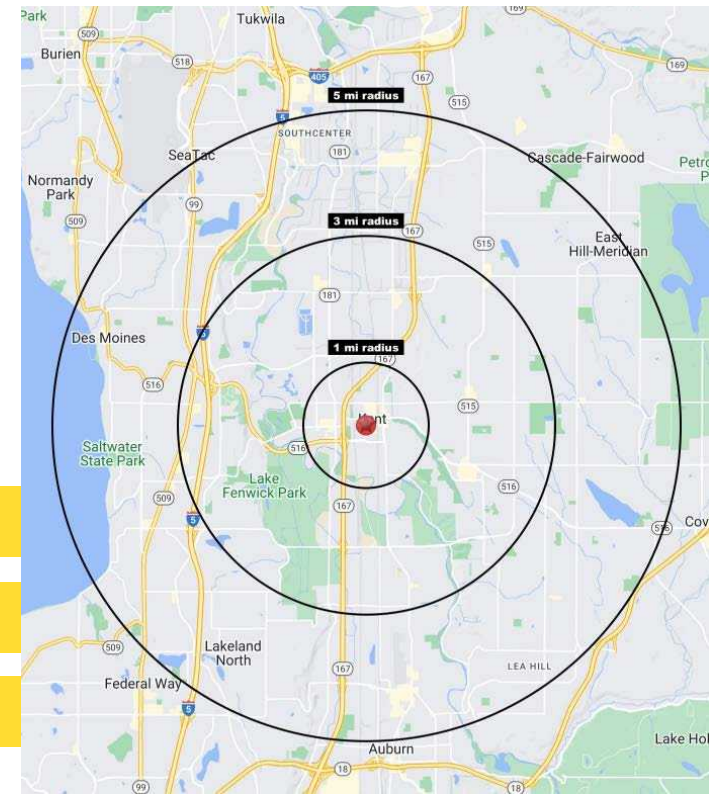 Park
169
Tukwila
509
Burien
518
405
167
169
515
5 mi radius
5
SOUTHCENTER
181
SeaTac
Cascade-Fairwood
Petro
P
Normandy
Park
99
509
3 mi radius
167
515
East
Hill-Meridian
181
5
Des Moines
1 mi radius
167
516
515
Kent
516
Saltwater
State Park
Lake
Fenwick Park
509
516
167
5
516
Cov
509
Lakeland
North
167
LEA HILL
Federal Way
5
Auburn
Lake Hol
18
99
18